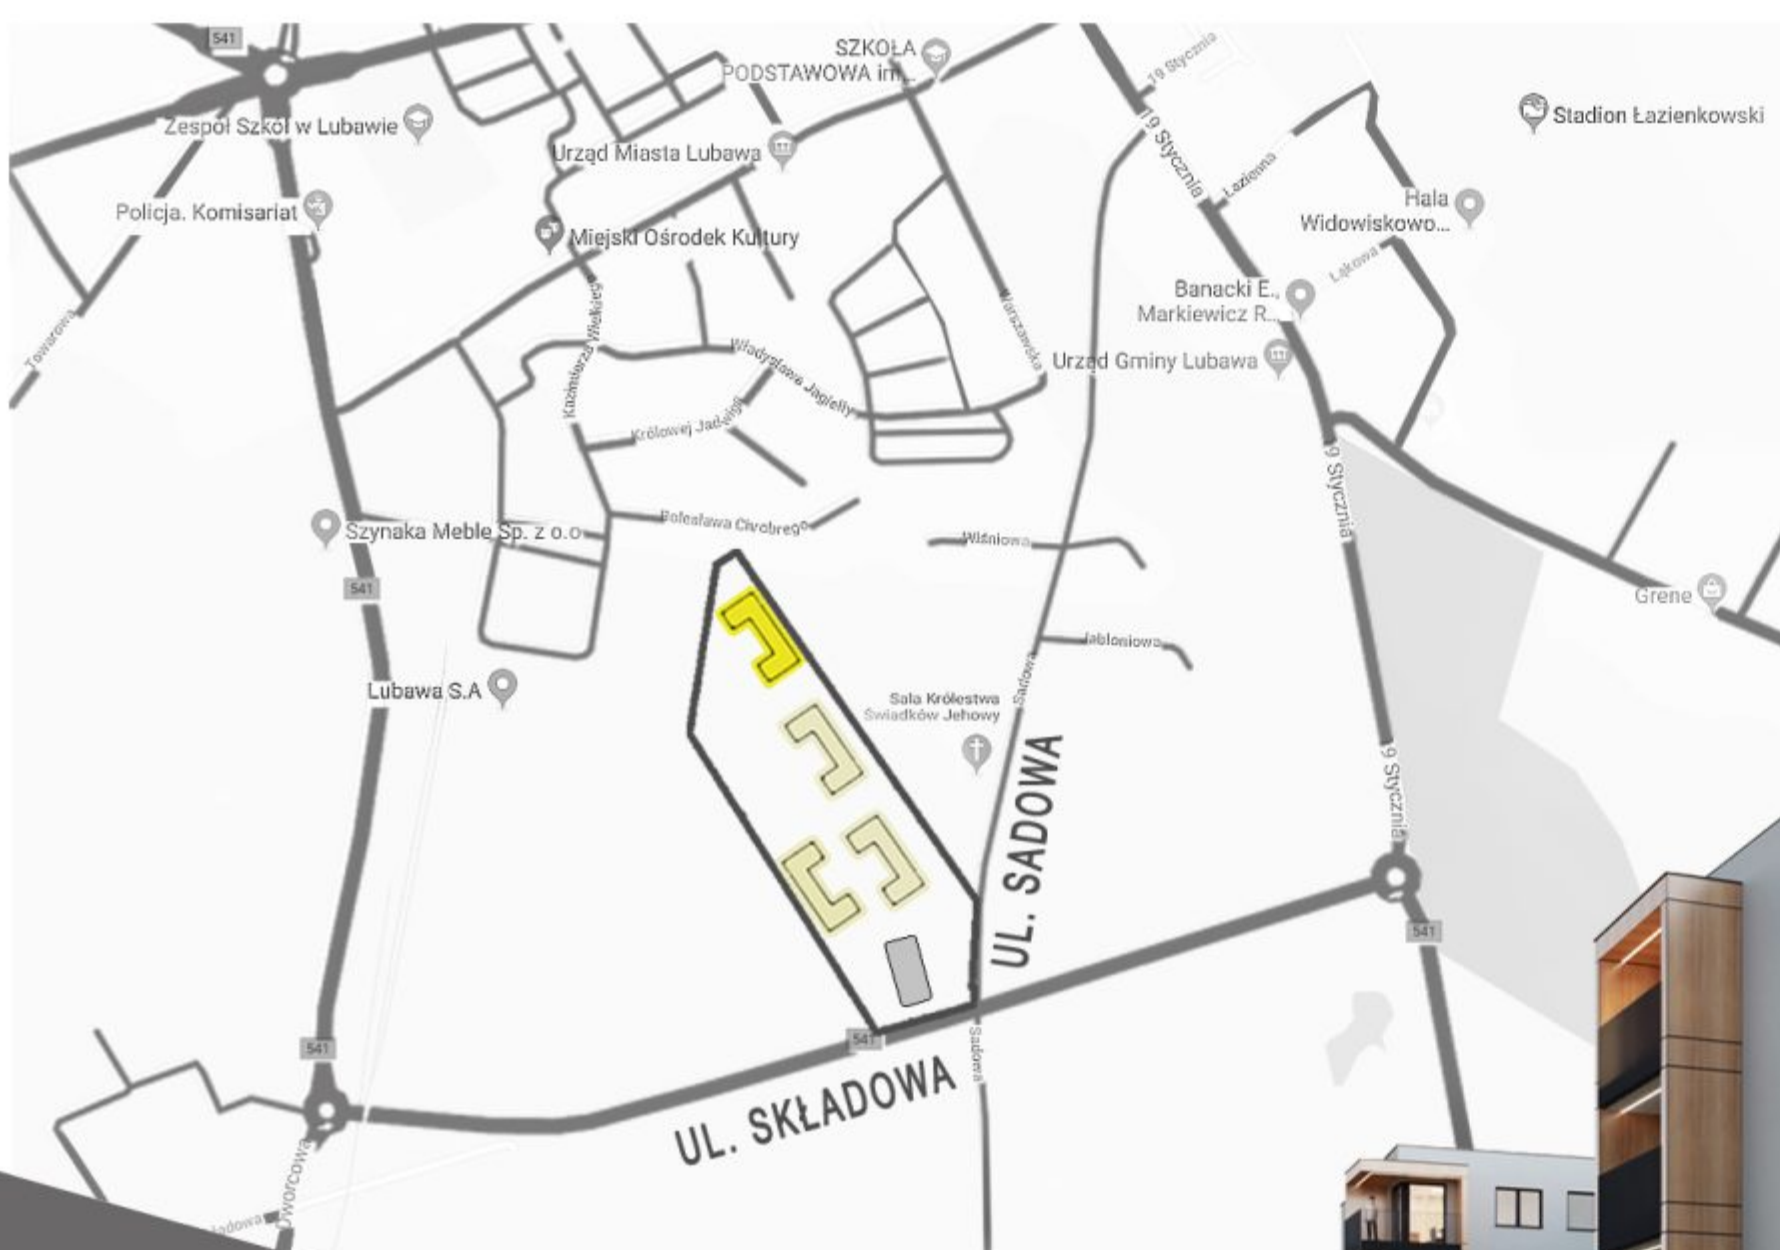 541
SZKOŁA
PODSTAWOWA im...
19 Stycznia
Zespół Szkół w Lubawie
Urząd Miasta Lubawa
19 Stycznia
Stadion Łazienkowski
Łazienna
Policja. Komisariat
Miejski Ośrodek Kultury
Hala
Widowiskowo...
Łąkowa
Banacki E.,
Markiewicz R...
Towarowa
Kazimierza Wielkiego
Warszawska
Władysława Jagiełły
Urząd Gminy Lubawa
Królowej Jadwigi
19 Stycznia
Szynaka Meble Sp. z o.o
Bolesława Chrobrego
Wiśniowa
541
Grene
Jabłoniowa
Lubawa S.A
Sala Królestwa
Świadków Jehowy
Sadowa
UL. SADOWA
19 Stycznia
541
541
541
Sadowa
UL. SKŁADOWA
Dworcowa